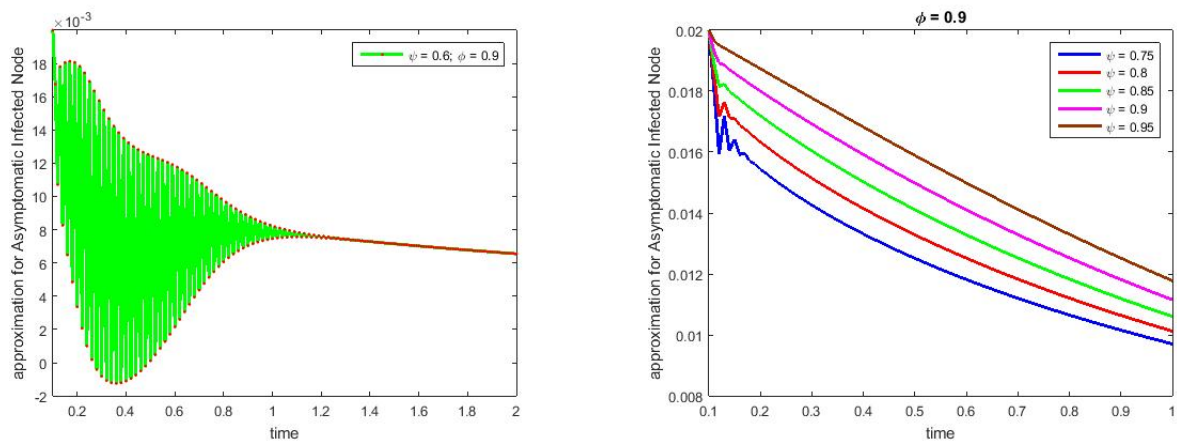 ×10⁻³
18
16
14
12
10
8
6
4
2
0
-2
approximation for Asymptomatic Infected Node
ψ = 0.6; ϕ = 0.9
0.2 0.4 0.6 0.8 1 1.2 1.4 1.6 1.8 2
time
ϕ = 0.9
0.02
0.018
0.016
0.014
0.012
0.01
0.008
approximation for Asymptomatic Infected Node
ψ = 0.75
ψ = 0.8
ψ = 0.85
ψ = 0.9
ψ = 0.95
0.1 0.2 0.3 0.4 0.5 0.6 0.7 0.8 0.9 1
time